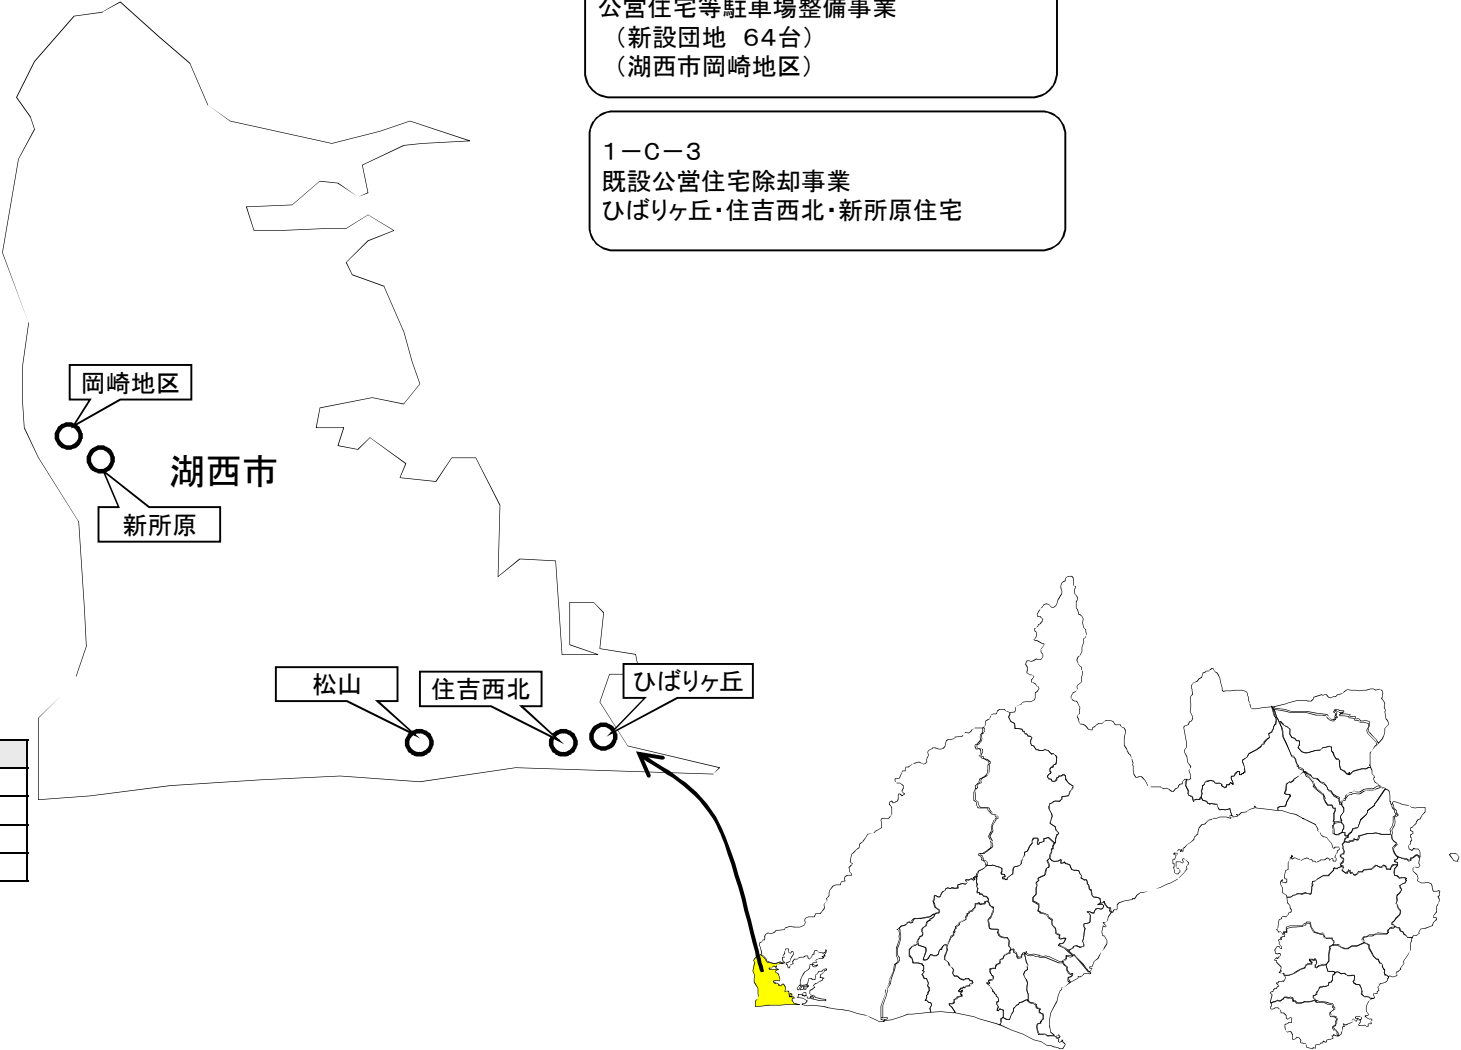 公営住宅等駐車場整備事業
（新設団地　６４台）
（湖西市岡崎地区）
１－Ｃ－３
既設公営住宅除却事業
ひばりヶ丘・住吉西北・新所原住宅
岡崎地区
湖西市
新所原
松山
住吉西北
ひばりヶ丘